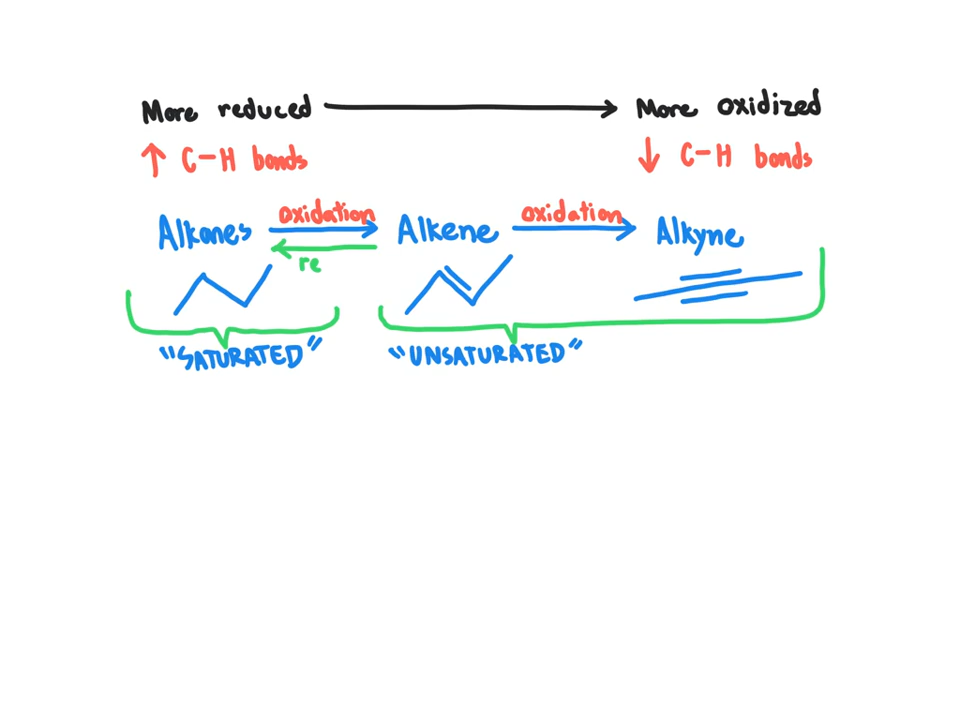 More reduced → More oxidized
↑ C-H bonds ↓ C-H bonds
oxidation oxidation
Alkanes Alkene Alkyne
re
"SATURATED" "UNSATURATED"